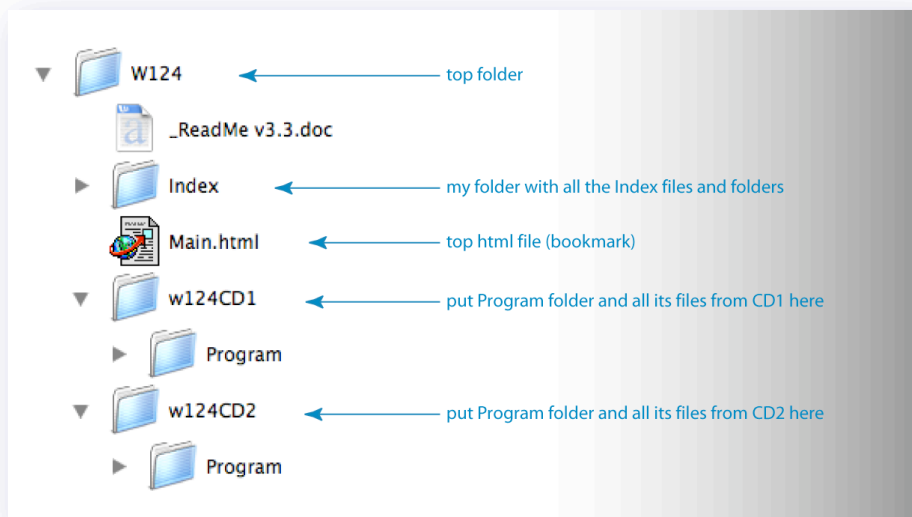 W124 top folder
_ReadMe v3.3.doc
Index my folder with all the Index files and folders
Main.html top html file (bookmark)
w124CD1 put Program folder and all its files from CD1 here
Program
w124CD2 put Program folder and all its files from CD2 here
Program